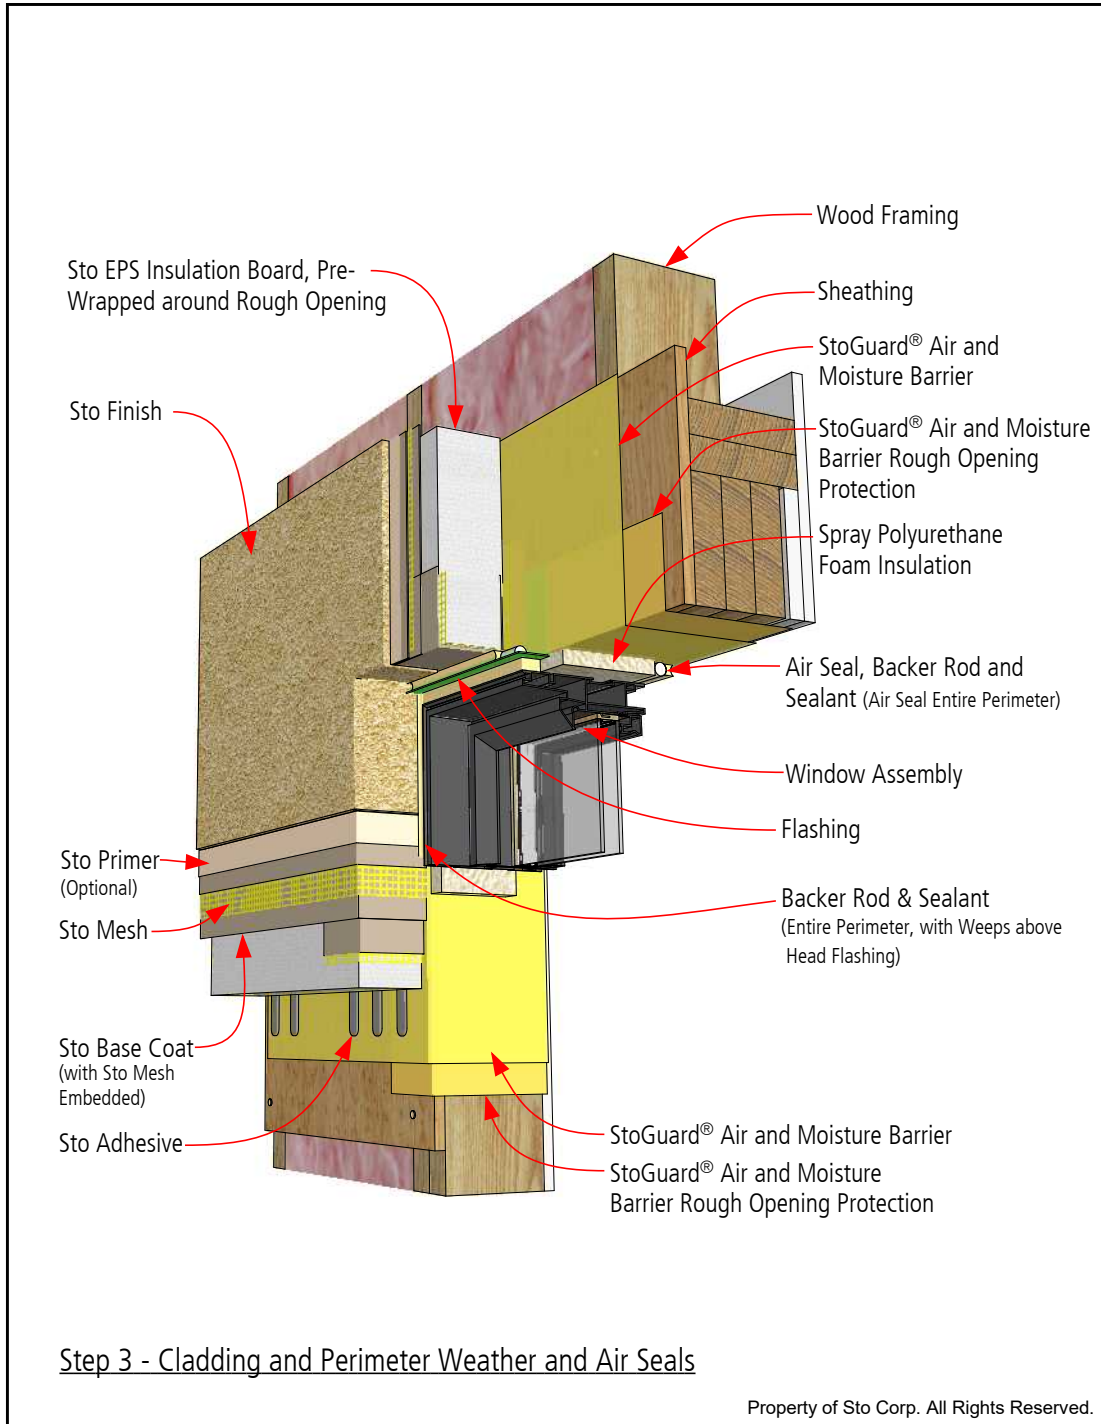 Wood Framing
Sto EPS Insulation Board, Pre-
Wrapped around Rough Opening
Sheathing
StoGuard® Air and
Moisture Barrier
Sto Finish
StoGuard® Air and Moisture
Barrier Rough Opening
Protection
Spray Polyurethane
Foam Insulation
Air Seal, Backer Rod and
Sealant (Air Seal Entire Perimeter)
Window Assembly
Flashing
Sto Primer
(Optional)
Sto Mesh
Backer Rod & Sealant
(Entire Perimeter, with Weeps above
Head Flashing)
Sto Base Coat
(with Sto Mesh
Embedded)
Sto Adhesive
StoGuard® Air and Moisture Barrier
StoGuard® Air and Moisture
Barrier Rough Opening Protection
Step 3 - Cladding and Perimeter Weather and Air Seals
Property of Sto Corp. All Rights Reserved.